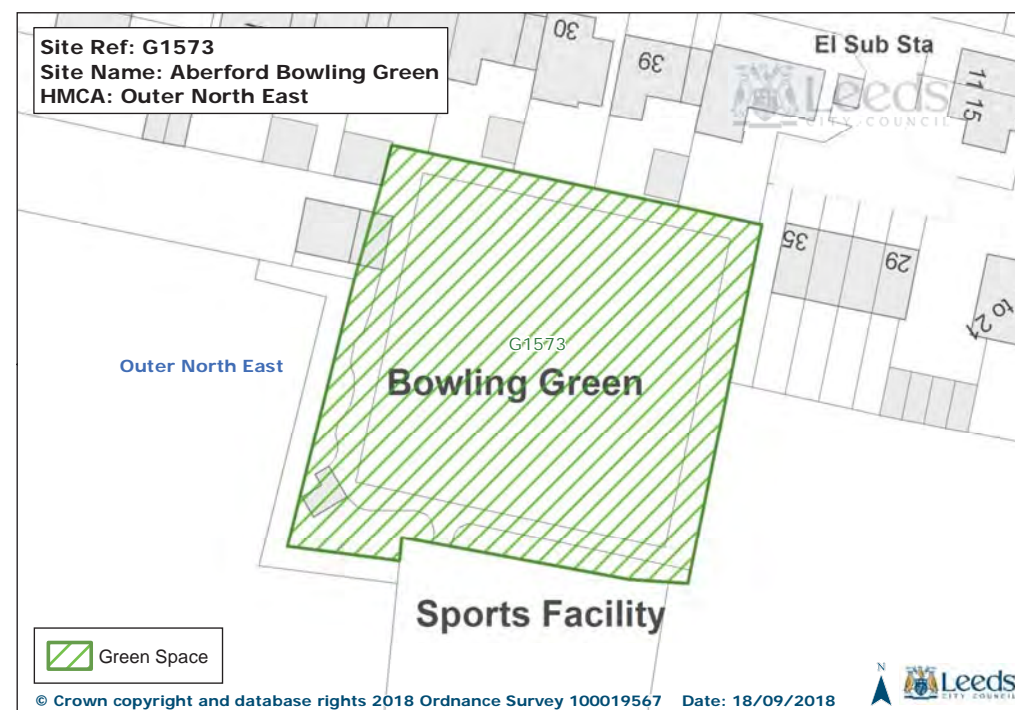 Site Ref: G1573
Site Name: Aberford Bowling Green
HMCA: Outer North East
30
39
El Sub Sta
Leeds
CITY COUNCIL
11 15
35
29
to 21
G1573
Outer North East
Bowling Green
Sports Facility
Green Space
N
Leeds
CITY COUNCIL
© Crown copyright and database rights 2018 Ordnance Survey 100019567 Date: 18/09/2018